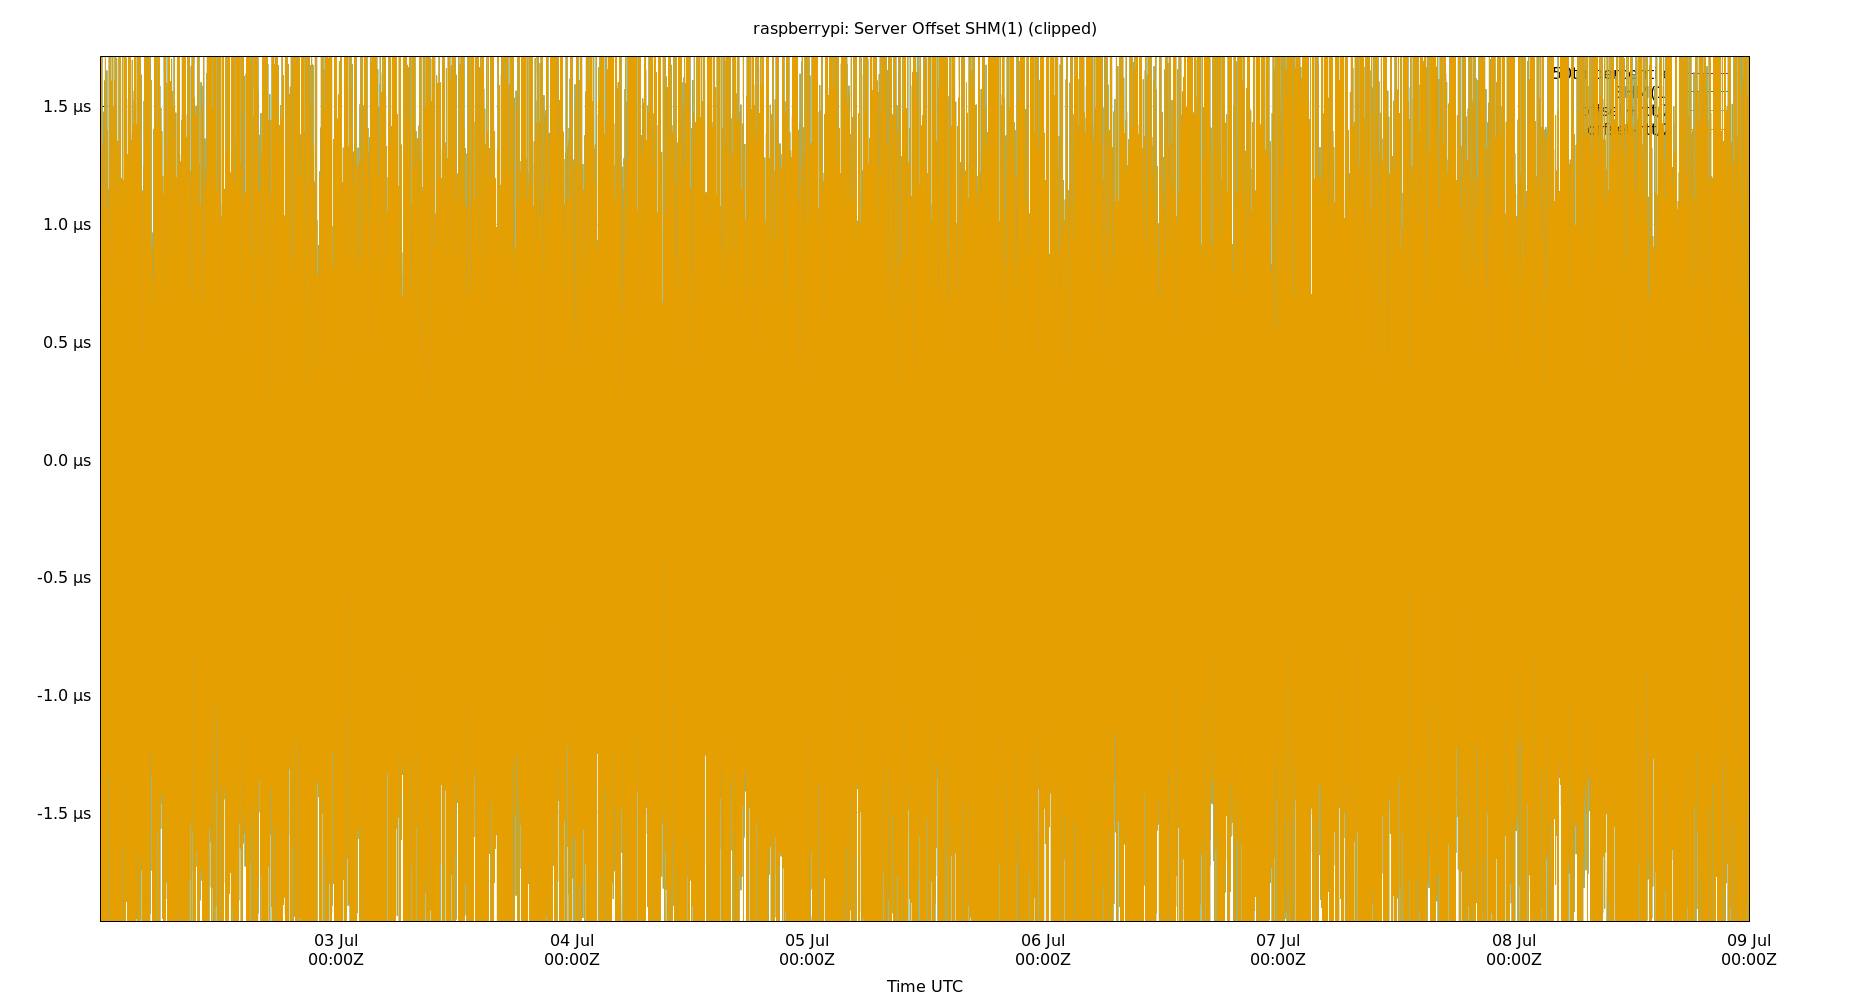 raspberrypi: Server Offset SHM(1) (clipped)
1.5 µs
1.0 µs
0.5 µs
0.0 µs
-0.5 µs
-1.0 µs
-1.5 µs
03 Jul 04 Jul 05 Jul 06 Jul 07 Jul 08 Jul 09 Jul
00:00Z 00:00Z 00:00Z 00:00Z 00:00Z 00:00Z 00:00Z
Time UTC